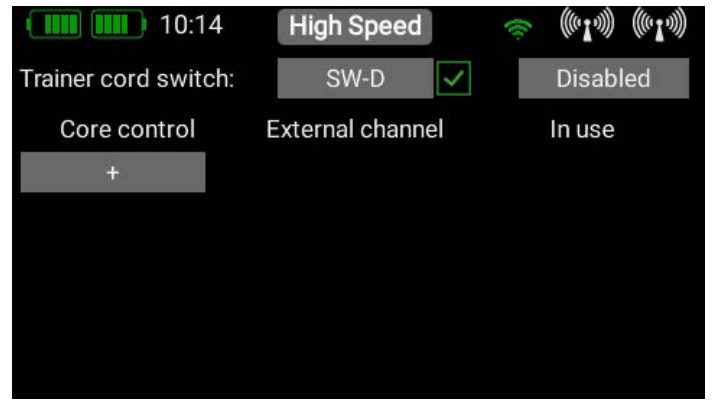 10:14 High Speed
Trainer cord switch: SW-D Disabled
Core control External channel In use
+